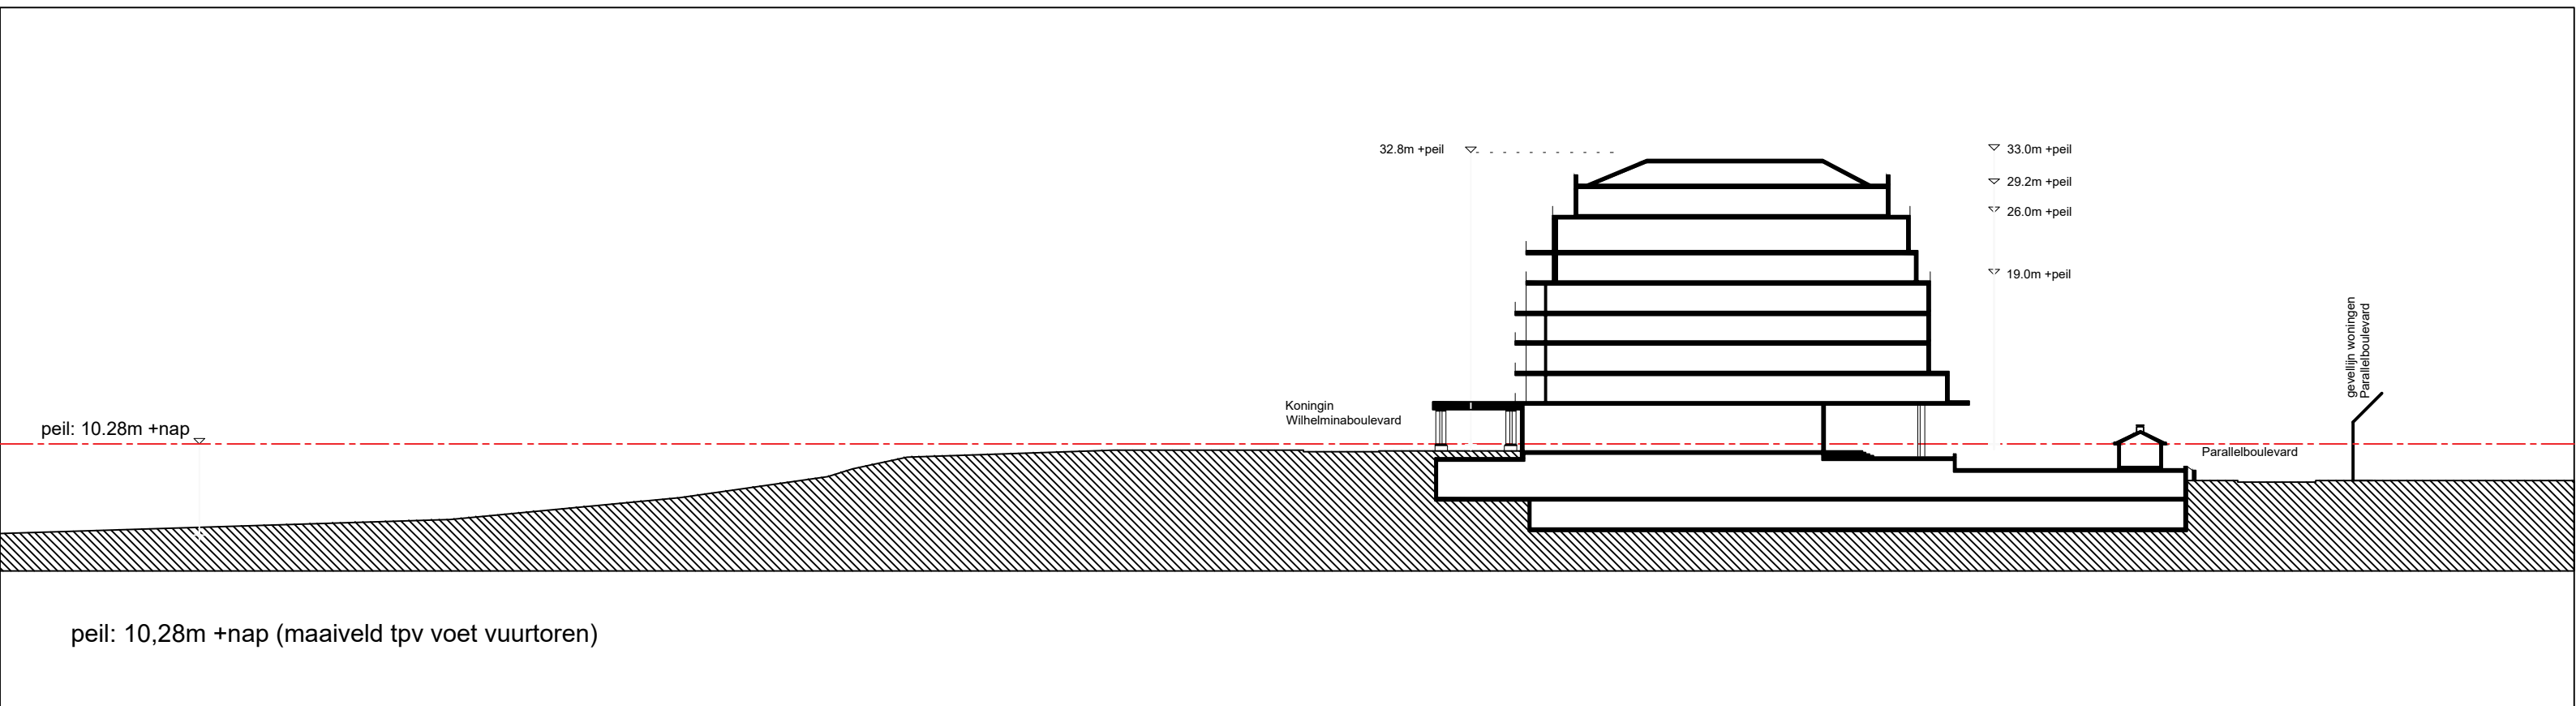 32.8m +peil
33.0m +peil
29.2m +peil
26.0m +peil
19.0m +peil
gevellijn woningen
Parallelboulevard
Koningin
Wilhelminaboulevard
peil: 10.28m +nap
Parallelboulevard
peil: 10,28m +nap (maaiveld tpv voet vuurtoren)